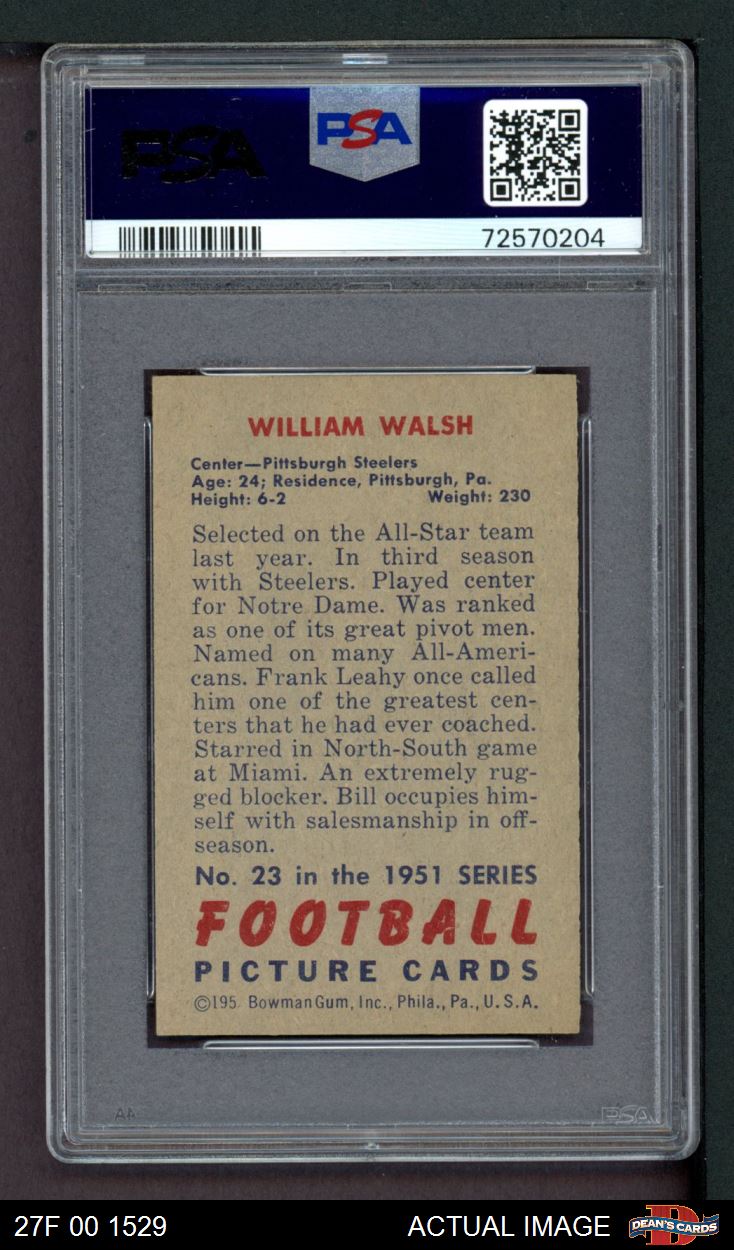 PSA
PSA
72570204
WILLIAM WALSH
Center—Pittsburgh Steelers
Age: 24; Residence, Pittsburgh, Pa.
Height: 6-2 Weight: 230
Selected on the All-Star team
last year. In third season
with Steelers. Played center
for Notre Dame. Was ranked
as one of its great pivot men.
Named on many All-Ameri-
cans. Frank Leahy once called
him one of the greatest cen-
ters that he had ever coached.
Starred in North-South game
at Miami. An extremely rug-
ged blocker. Bill occupies him-
self with salesmanship in off-
season.
No. 23 in the 1951 SERIES
FOOTBALL
PICTURE CARDS
©195 Bowman Gum, Inc., Phila., Pa., U.S.A.
AA
PSA
27F 00 1529
ACTUAL IMAGE
D
DEAN'S CARDS